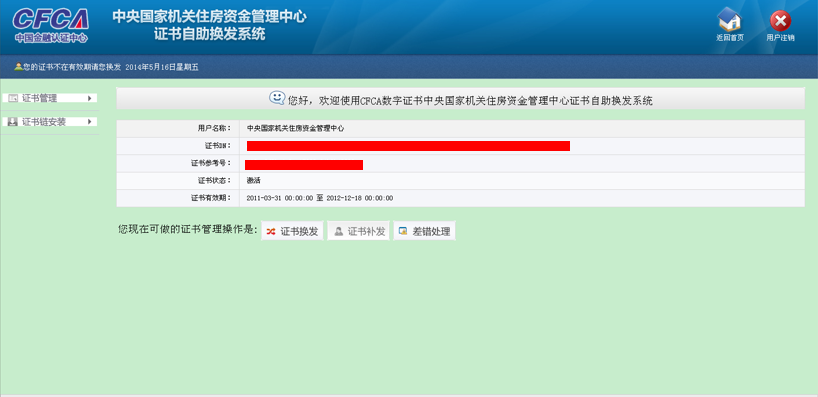 CFCA
中国金融认证中心
中央国家机关住房资金管理中心
证书自助换发系统
返回首页
用户注销
您的证书不在有效期请您换发 2014年5月16日星期五
证书管理
证书链安装
您好，欢迎使用CFCA数字证书中央国家机关住房资金管理中心证书自助换发系统
用户名称： 中央国家机关住房资金管理中心
证书DN：
证书参考号：
证书状态： 激活
证书有效期： 2011-03-31 00:00:00 至 2012-12-18 00:00:00
您现在可做的证书管理操作是： 证书换发 证书补发 差错处理